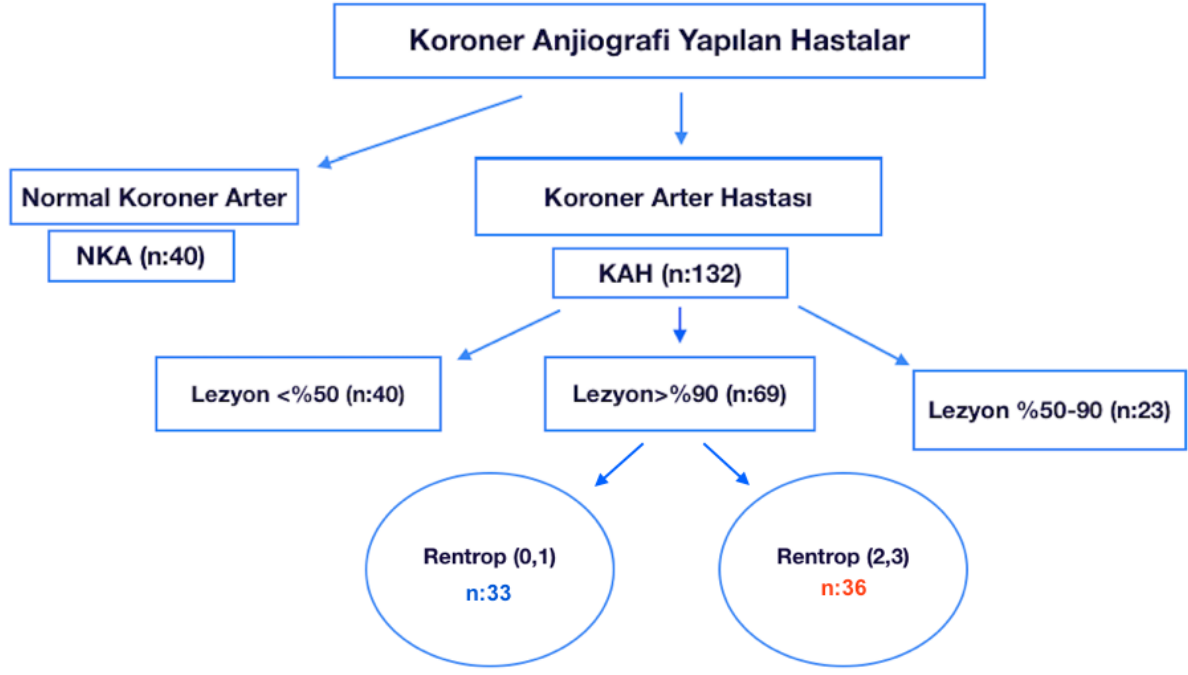 Koroner Anjiografi Yapılan Hastalar
Normal Koroner Arter
NKA (n:40)
Koroner Arter Hastası
KAH (n:132)
Lezyon <%50 (n:40)
Lezyon>%90 (n:69)
Lezyon %50-90 (n:23)
Rentrop (0,1)
n:33
Rentrop (2,3)
n:36